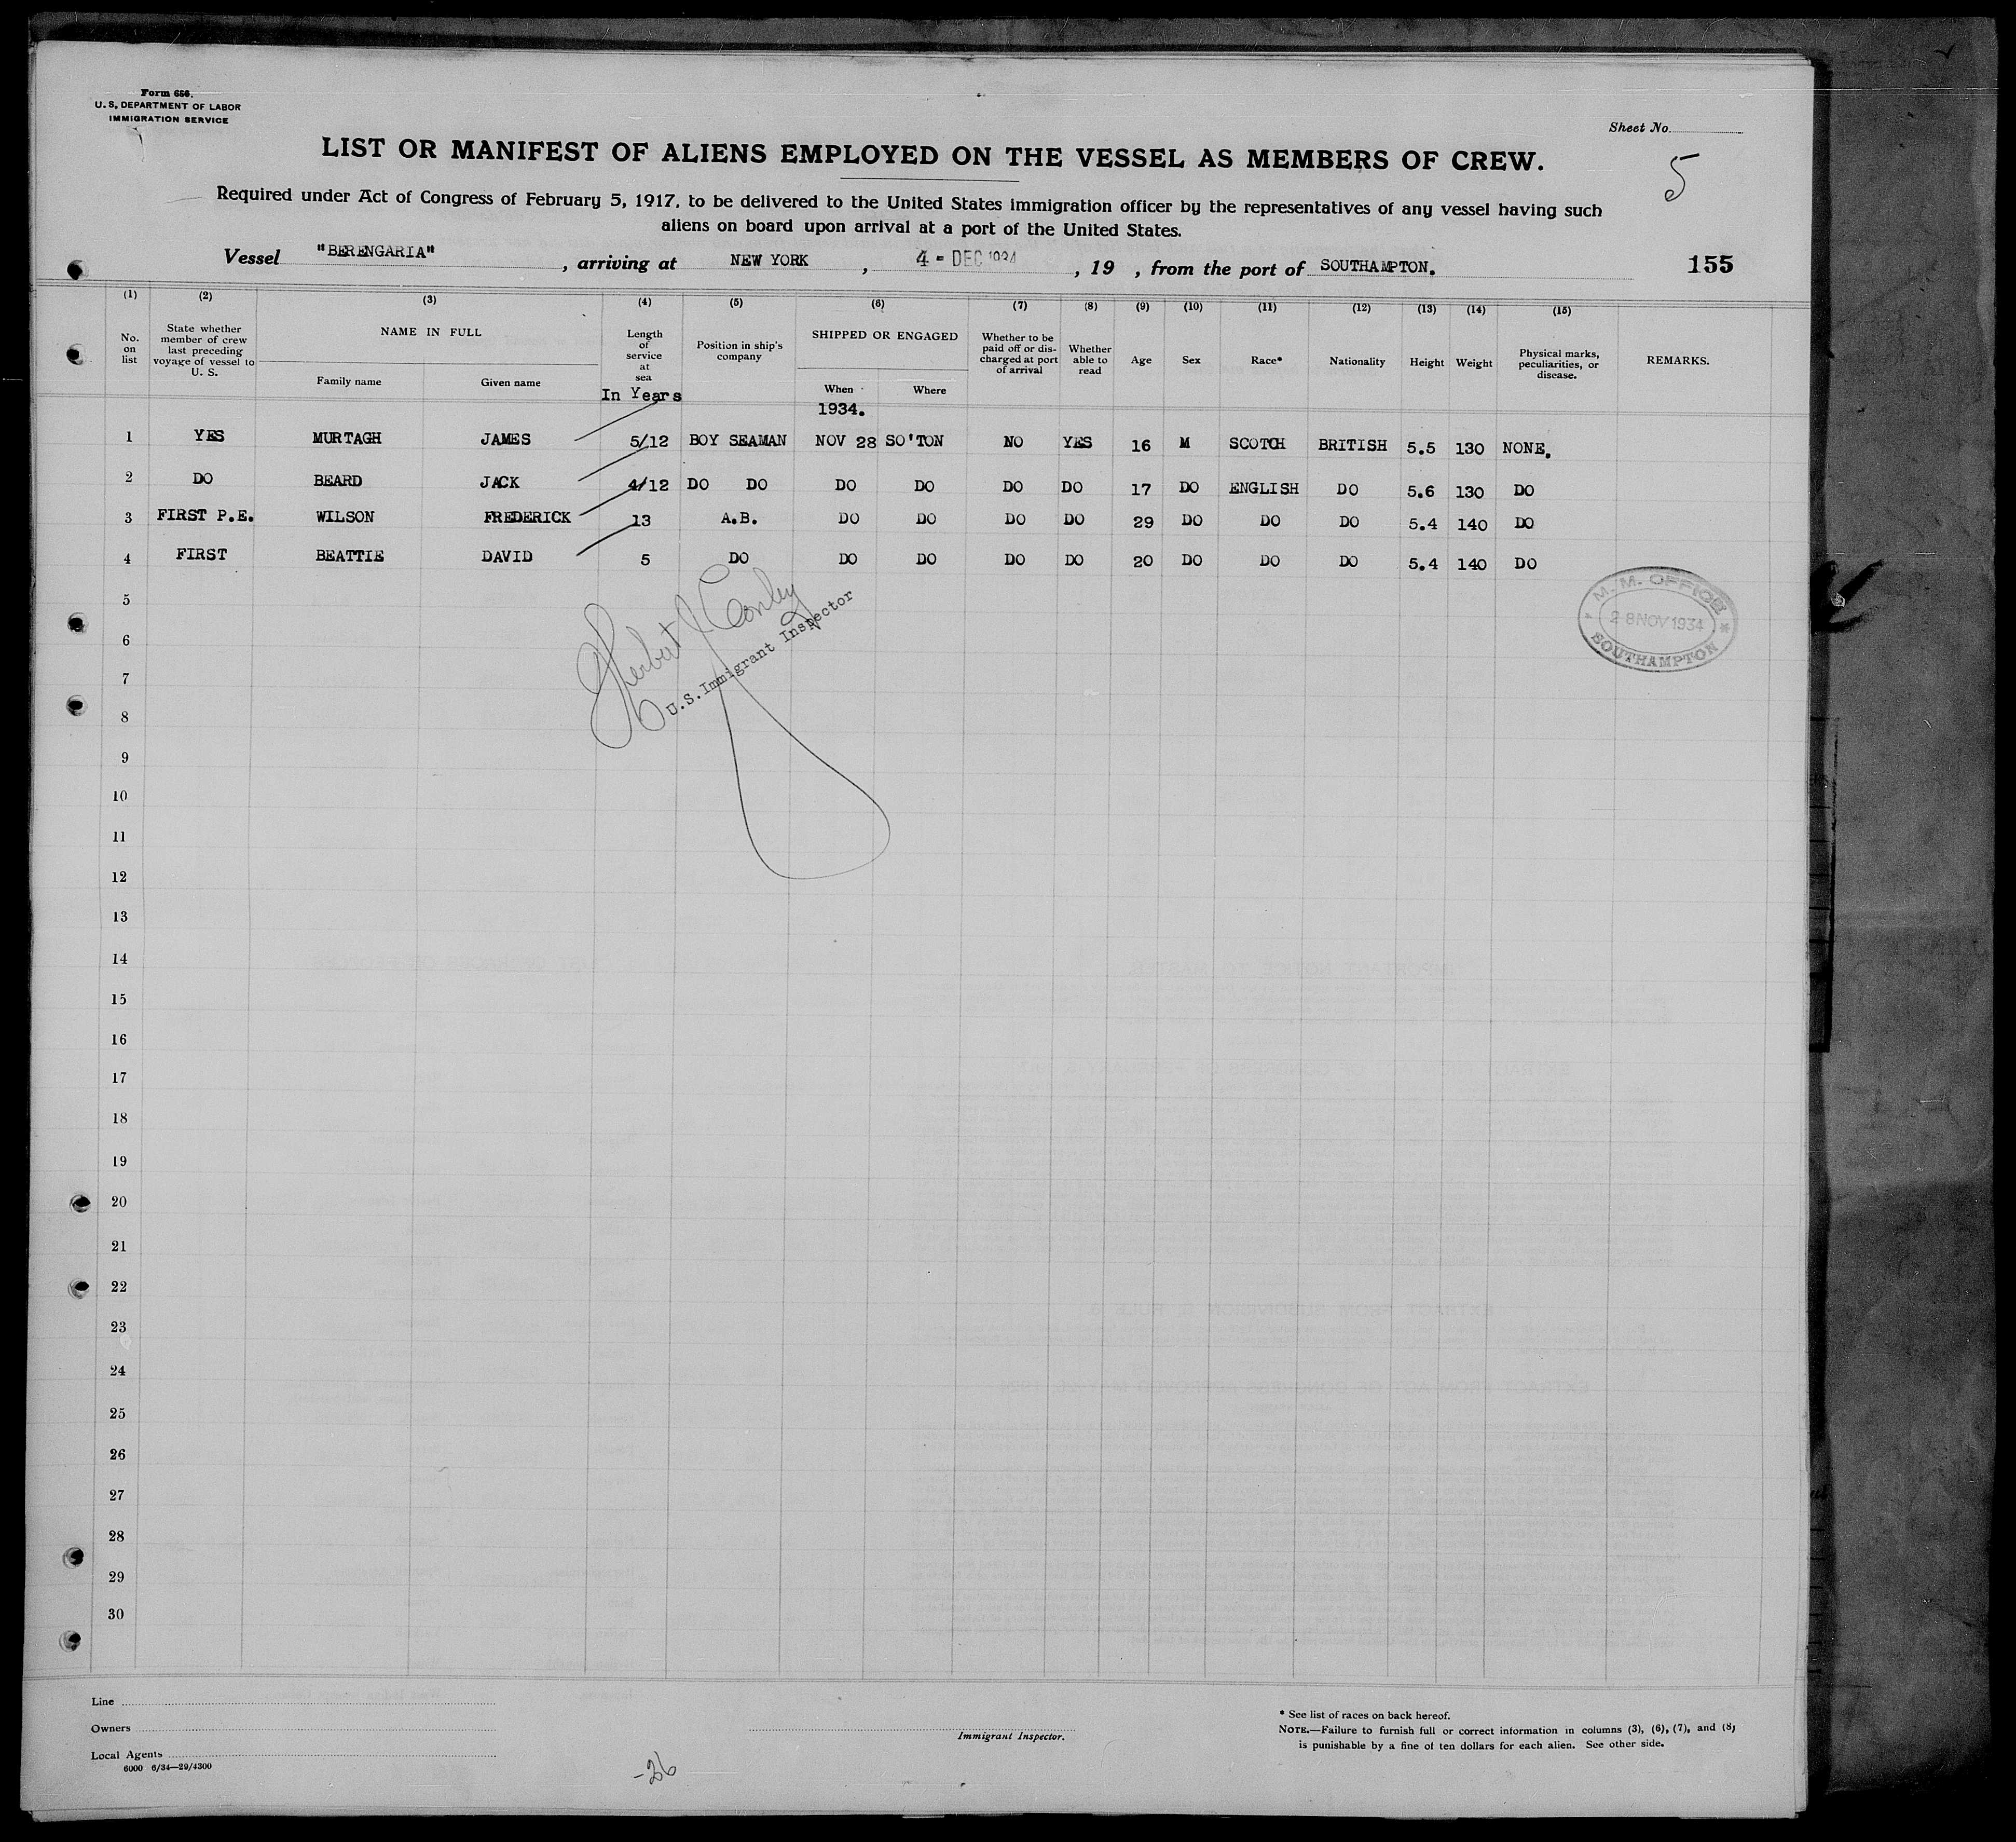 Form 686.
U. S. DEPARTMENT OF LABOR
IMMIGRATION SERVICE
Sheet No.
5
LIST OR MANIFEST OF ALIENS EMPLOYED ON THE VESSEL AS MEMBERS OF CREW.
Required under Act of Congress of February 5, 1917, to be delivered to the United States immigration officer by the representatives of any vessel having such
aliens on board upon arrival at a port of the United States.
Vessel "BERENGARIA", arriving at NEW YORK, 4 - DEC 1934, 19 , from the port of SOUTHAMPTON. 155
(1) (2) (3) (4) (5) (6) (7) (8) (9) (10) (11) (12) (13) (14) (15)
No. on list
State whether member of crew last preceding voyage of vessel to U. S.
NAME IN FULL
Family name
Given name
Length of service at sea
In Years
Position in ship's company
SHIPPED OR ENGAGED
When
1934.
Where
Whether to be paid off or discharged at port of arrival
Whether able to read
Age
Sex
Race*
Nationality
Height
Weight
Physical marks, peculiarities, or disease.
REMARKS.
1 YES MURTAGH JAMES 5/12 BOY SEAMAN NOV 28 SO'TON NO YES 16 M SCOTCH BRITISH 5.5 130 NONE.
2 DO BEARD JACK 4/12 DO DO DO DO DO DO 17 DO ENGLISH DO 5.6 130 DO
3 FIRST P.E. WILSON FREDERICK 13 A.B. DO DO DO DO 29 DO DO DO 5.4 140 DO
4 FIRST BEATTIE DAVID 5 DO DO DO DO DO 20 DO DO DO 5.4 140 DO
M.M. OFFICE
28 NOV 1934
SOUTHAMPTON
Herbert J Conley
U.S. Immigrant Inspector
5
6
7
8
9
10
11
12
13
14
15
16
17
18
19
20
21
22
23
24
25
26
27
28
29
30
Line
Owners
Local Agents
6000 6/34—29/4300
Immigrant Inspector.
-26
* See list of races on back hereof.
NOTE.—Failure to furnish full or correct information in columns (3), (6), (7), and (8)
is punishable by a fine of ten dollars for each alien. See other side.